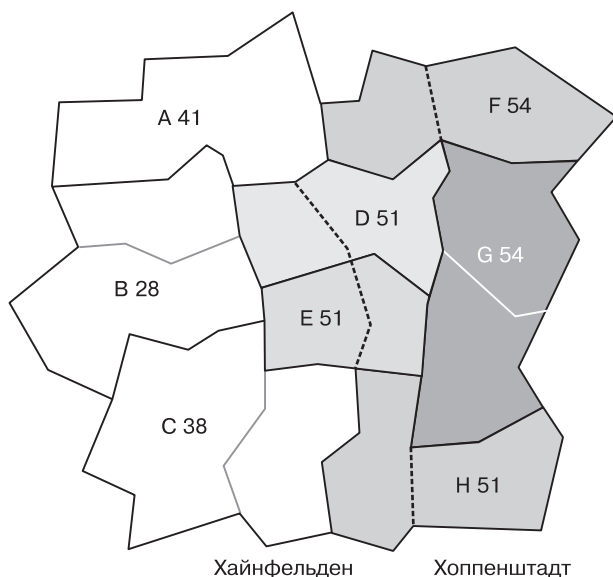 F 54
A 41
D 51
G 54
B 28
E 51
C 38
H 51
Хайнфельден
Хоппенштадт